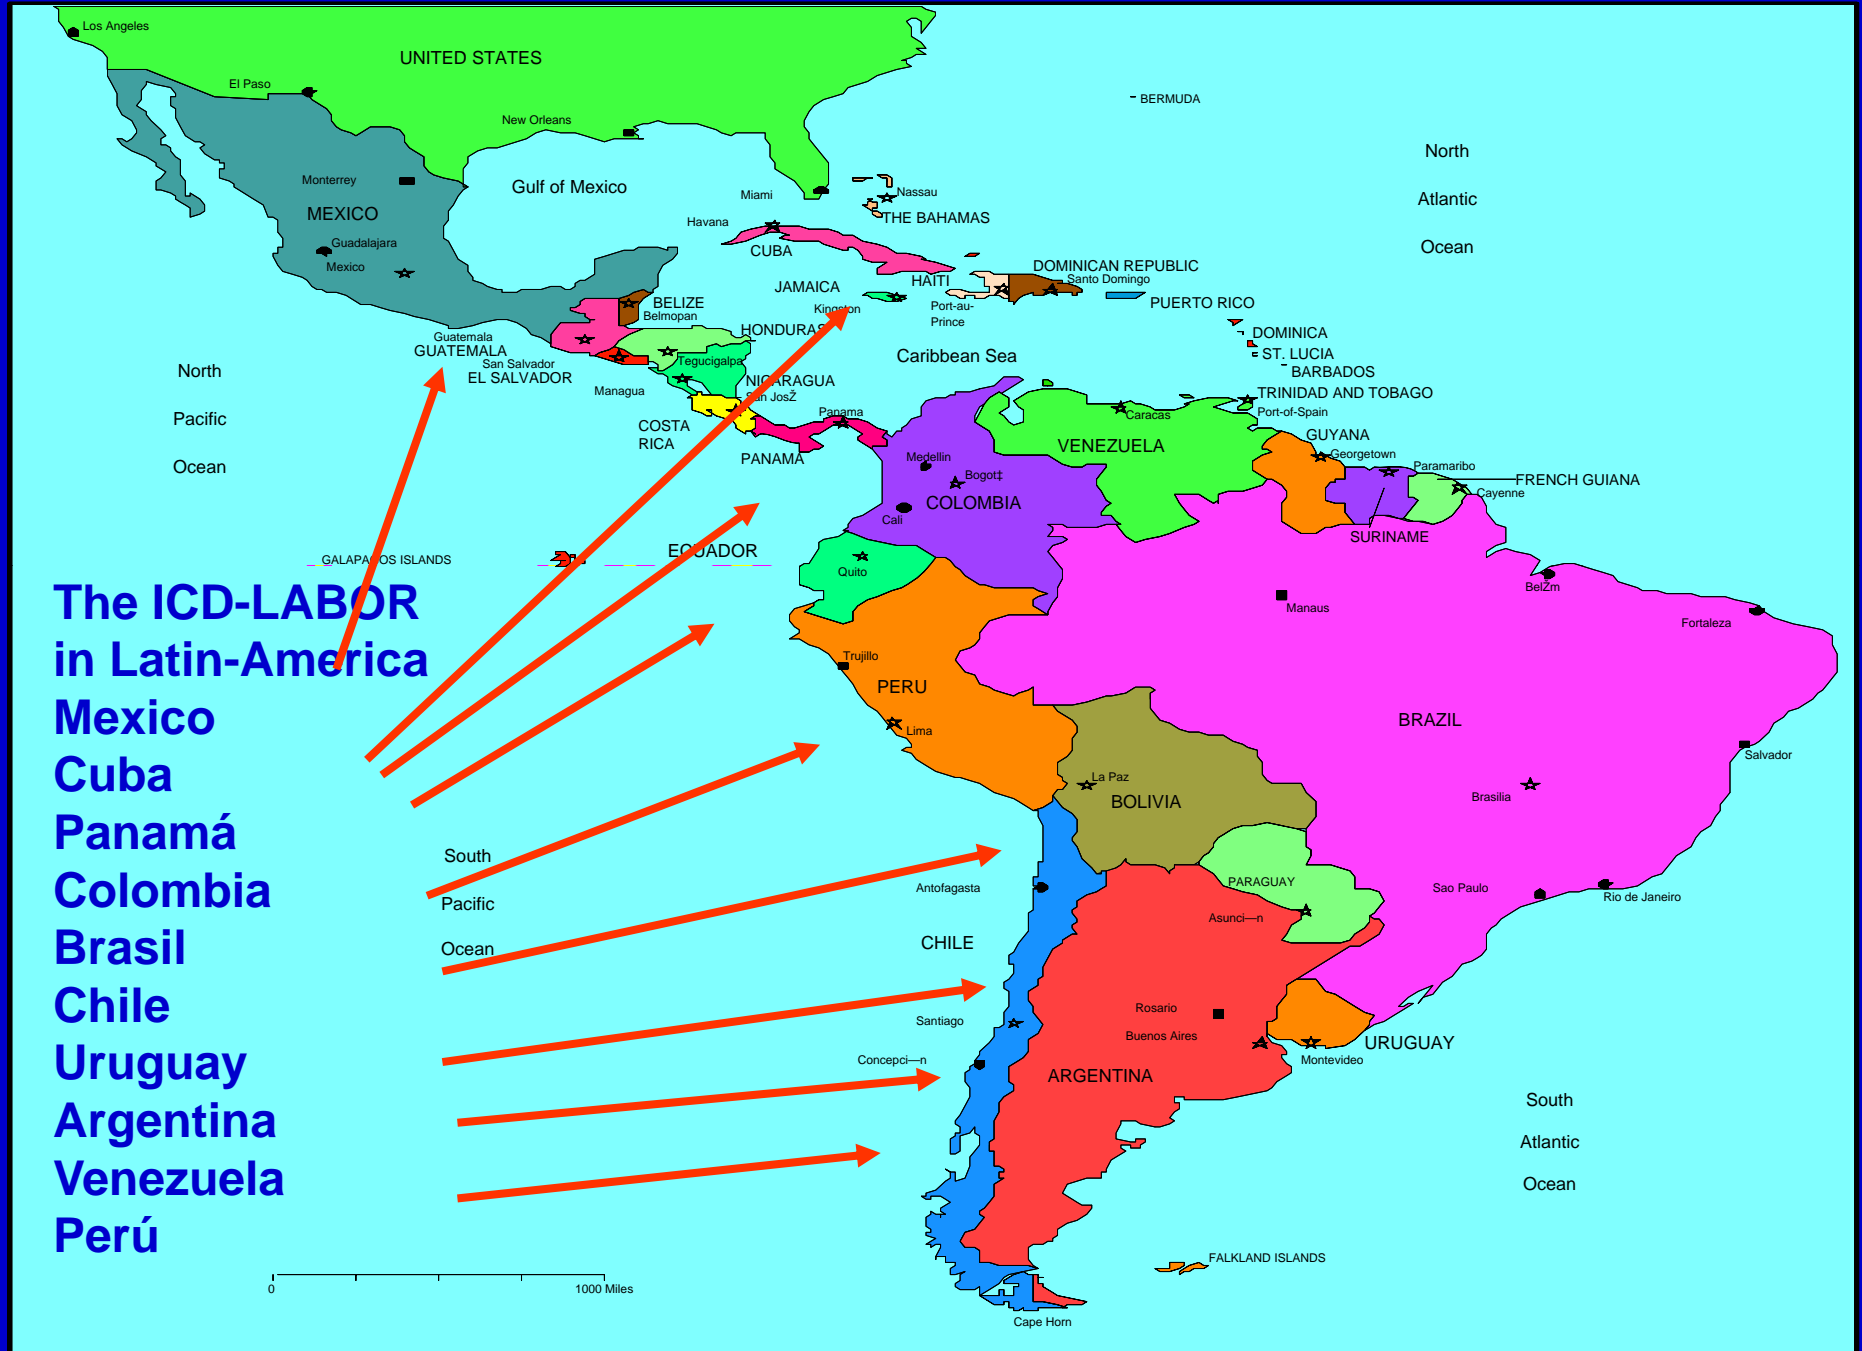 Los Angeles
UNITED STATES
El Paso
BERMUDA
New Orleans
North
Atlantic
Ocean
Monterrey
Gulf of Mexico
Miami
Nassau
MEXICO
THE BAHAMAS
Havana
Guadalajara
CUBA
Mexico
DOMINICAN REPUBLIC
HAITI
Santo Domingo
JAMAICA
BELIZE
PUERTO RICO
Kingston
Port-au-
Prince
Belmopan
HONDURAS
DOMINICA
Guatemala
GUATEMALA
Caribbean Sea
ST. LUCIA
San Salvador
EL SALVADOR
Tegucigalpa
BARBADOS
North
Pacific
Ocean
NICARAGUA
Managua
San JosŽ
TRINIDAD AND TOBAGO
Port-of-Spain
Panama
Caracas
COSTA
RICA
PANAMA
VENEZUELA
GUYANA
Georgetown
Medellin
Paramaribo
Bogot‡
FRENCH GUIANA
Cayenne
COLOMBIA
Cali
SURINAME
ECUADOR
GALAPAGOS ISLANDS
Quito
BelŽm
Manaus
Fortaleza
The ICD-LABOR
in Latin-America
Mexico
Cuba
Panamá
Colombia
Brasil
Chile
Uruguay
Argentina
Venezuela
Perú
Trujillo
PERU
Lima
BRAZIL
Salvador
La Paz
BOLIVIA
Brasilia
South
Pacific
Ocean
Antofagasta
PARAGUAY
Sao Paulo
Rio de Janeiro
Asunci—n
CHILE
Rosario
Santiago
Buenos Aires
URUGUAY
Montevideo
Concepci—n
ARGENTINA
South
Atlantic
Ocean
FALKLAND ISLANDS
0
1000 Miles
Cape Horn